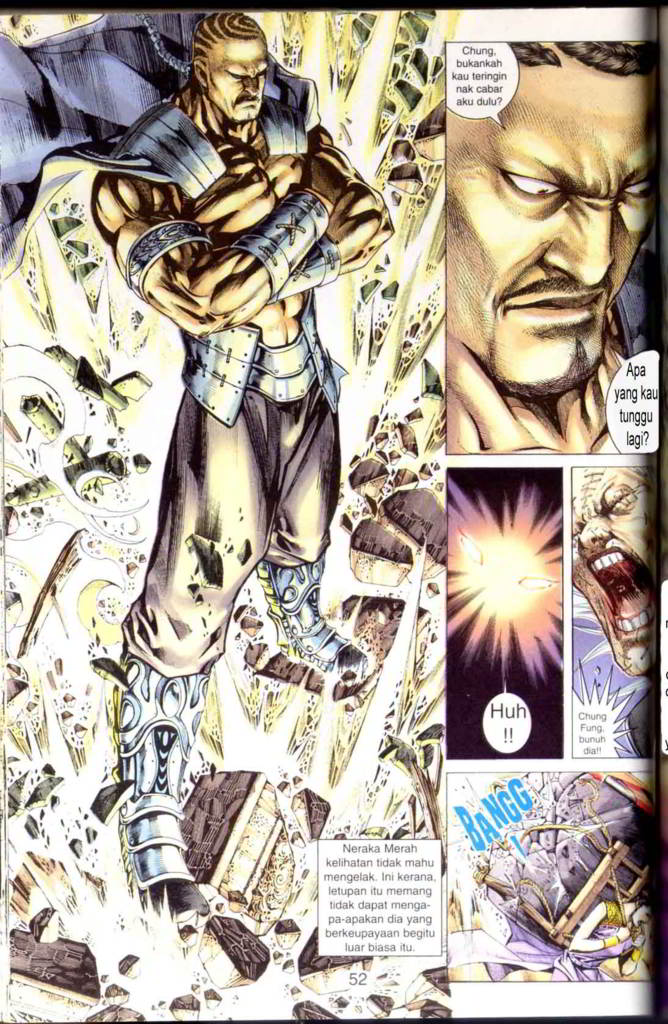 Chung,
bukankah
kau teringin
nak cabar
aku dulu?
Apa
yang kau
tunggu
lagi?
Huh
!!
Chung
Fung,
bunuh
dia!!
BANGG
!
Neraka Merah
kelihatan tidak mahu
mengelak. Ini kerana,
letupan itu memang
tidak dapat menga-
pa-apakan dia yang
berkeupayaan begitu
luar biasa itu.
52